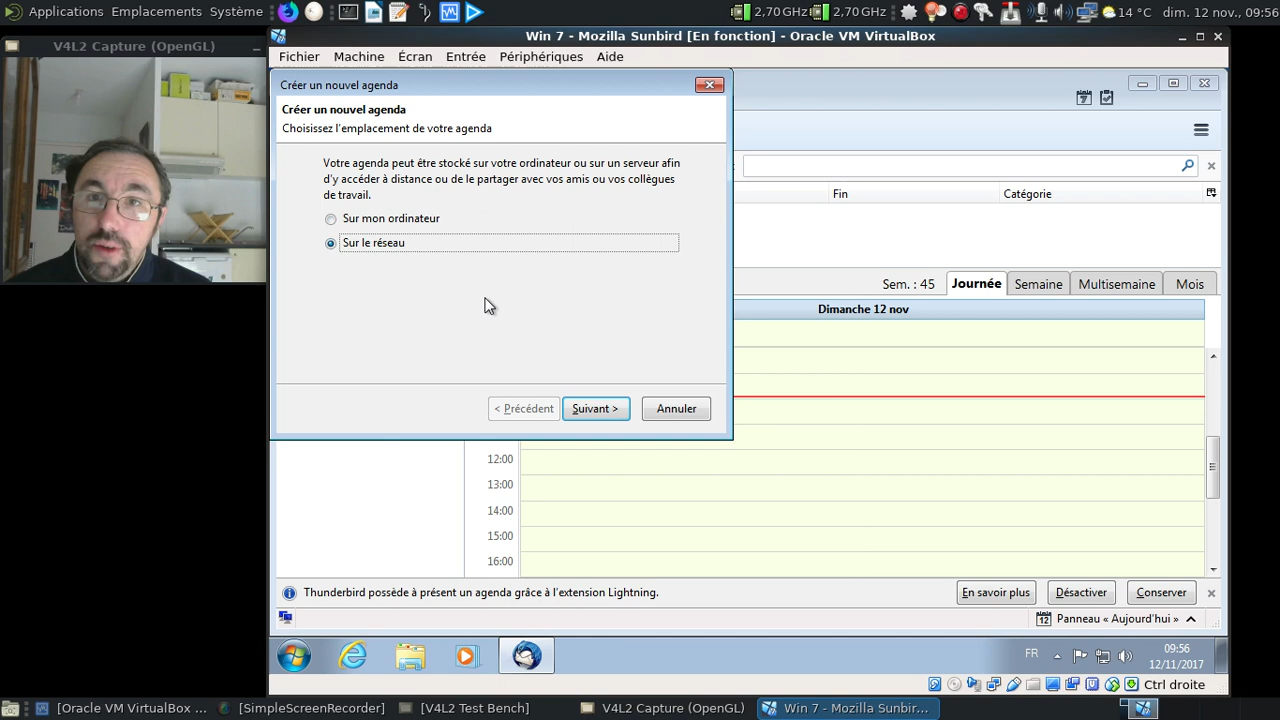 Applications Emplacements Système
2,70 GHz 2,70 GHz
14 °C dim. 12 nov., 09:56
V4L2 Capture (OpenGL)
Win 7 - Mozilla Sunbird [En fonction] - Oracle VM VirtualBox
Fichier Machine Écran Entrée Périphériques Aide
Créer un nouvel agenda
Créer un nouvel agenda
Choisissez l'emplacement de votre agenda
Votre agenda peut être stocké sur votre ordinateur ou sur un serveur afin
d'y accéder à distance ou de le partager avec vos amis ou vos collègues
de travail.
Sur mon ordinateur
Sur le réseau
< Précédent Suivant > Annuler
Fin Catégorie
Sem. : 45 Journée Semaine Multisemaine Mois
Dimanche 12 nov
12:00
13:00
14:00
15:00
16:00
Thunderbird possède à présent un agenda grâce à l'extension Lightning.
En savoir plus Désactiver Conserver
12 Panneau « Aujourd'hui »
FR
09:56
12/11/2017
Ctrl droite
[Oracle VM VirtualBox ... [SimpleScreenRecorder] [V4L2 Test Bench] V4L2 Capture (OpenGL) Win 7 - Mozilla Sunbir...